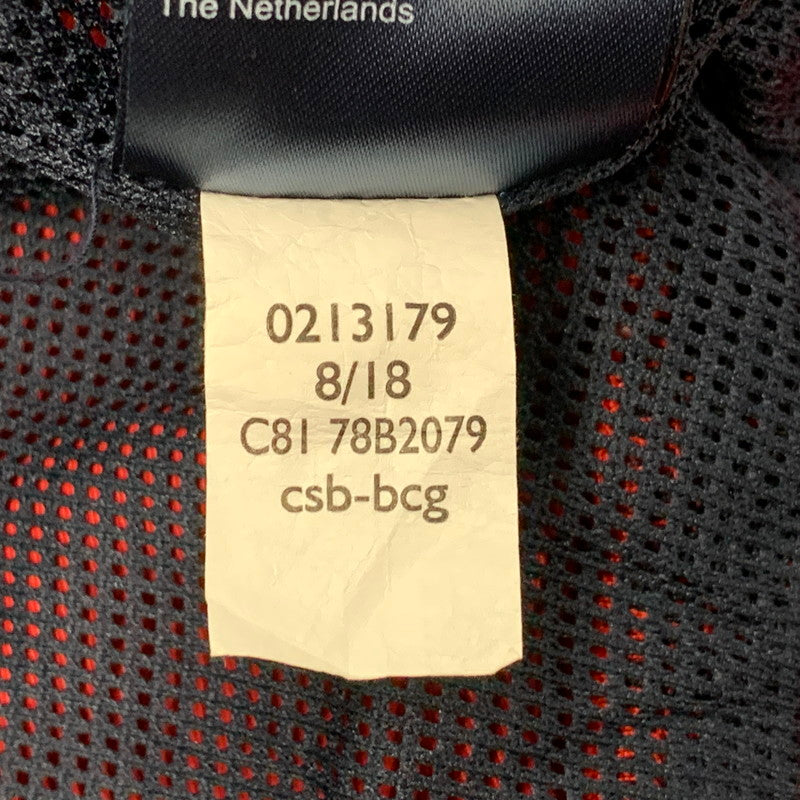 The Netherlands
0213179
8/18
C81 78B2079
csb-bcg